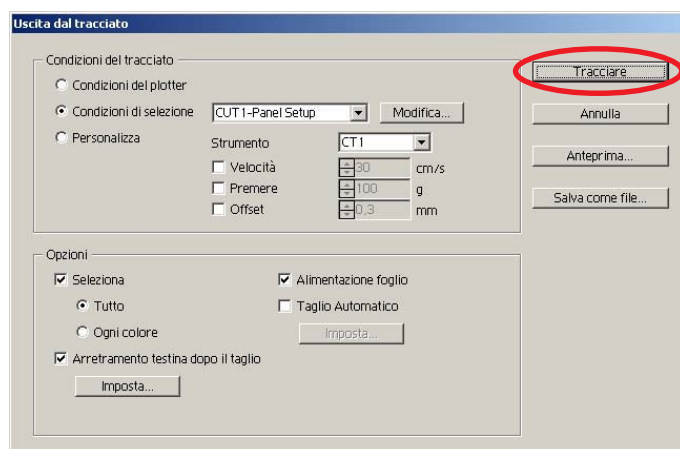 Uscita dal tracciato
Condizioni del tracciato
Condizioni del plotter
Condizioni di selezione CUT1-Panel Setup Modifica...
Personalizza Strumento CT1
Velocità 30 cm/s
Premere 100 g
Offset 0,3 mm
Tracciare
Annulla
Anteprima...
Salva come file...
Opzioni
Seleziona Alimentazione foglio
Tutto Taglio Automatico
Ogni colore Imposta...
Arretramento testina dopo il taglio
Imposta...